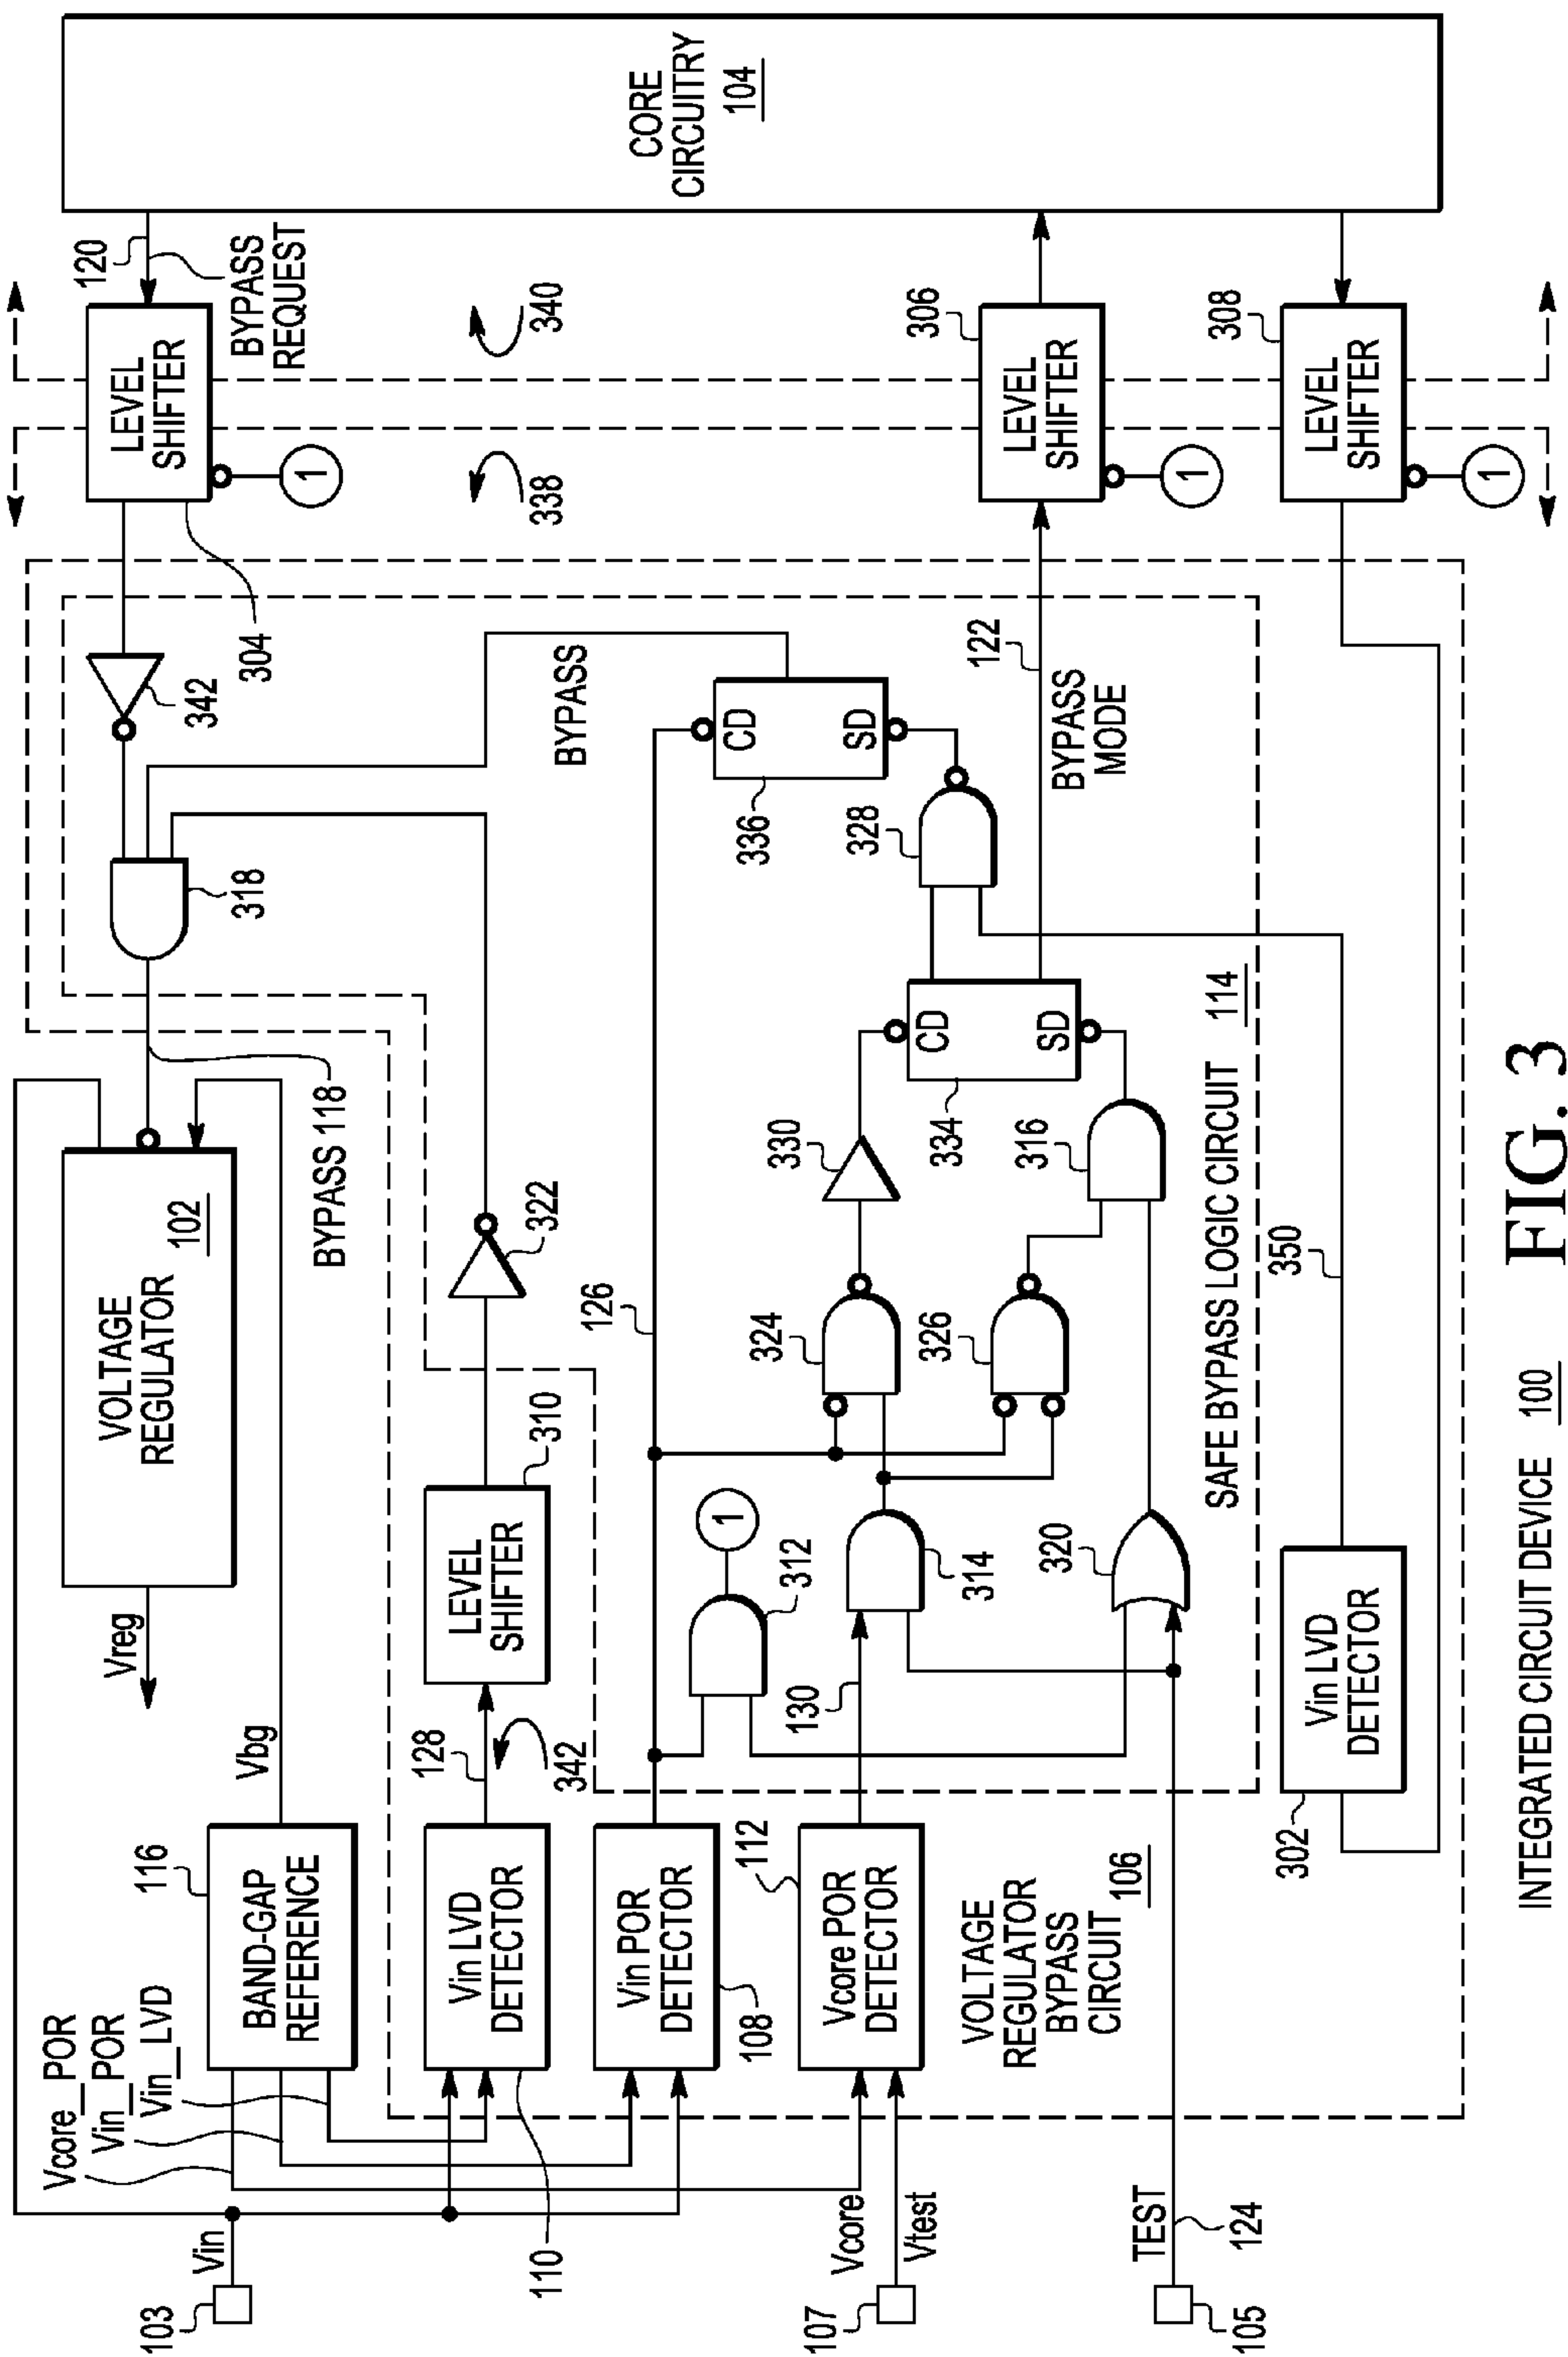 CORE
CIRCUITRY
104
120
BYPASS
REQUEST
LEVEL
SHIFTER
1
304
340
338
306
LEVEL
SHIFTER
1
308
LEVEL
SHIFTER
1
342
318
BYPASS
CD
SD
336
328
122
BYPASS
MODE
VOLTAGE
REGULATOR
102
BYPASS 118
Vreg
Vbg
322
LEVEL
SHIFTER
310
128
342
126
324
326
330
CD
SD
334
316
1
312
314
130
320
SAFE BYPASS LOGIC CIRCUIT 114
350
116
BAND-GAP
REFERENCE
Vcore_POR
Vin_POR
Vin_LVD
Vin LVD
DETECTOR
110
Vin POR
DETECTOR
108
112
Vcore POR
DETECTOR
VOLTAGE
REGULATOR
BYPASS
CIRCUIT
106
302
Vin LVD
DETECTOR
Vin
103
Vcore
Vtest
107
TEST
124
105
INTEGRATED CIRCUIT DEVICE 100
FIG. 3